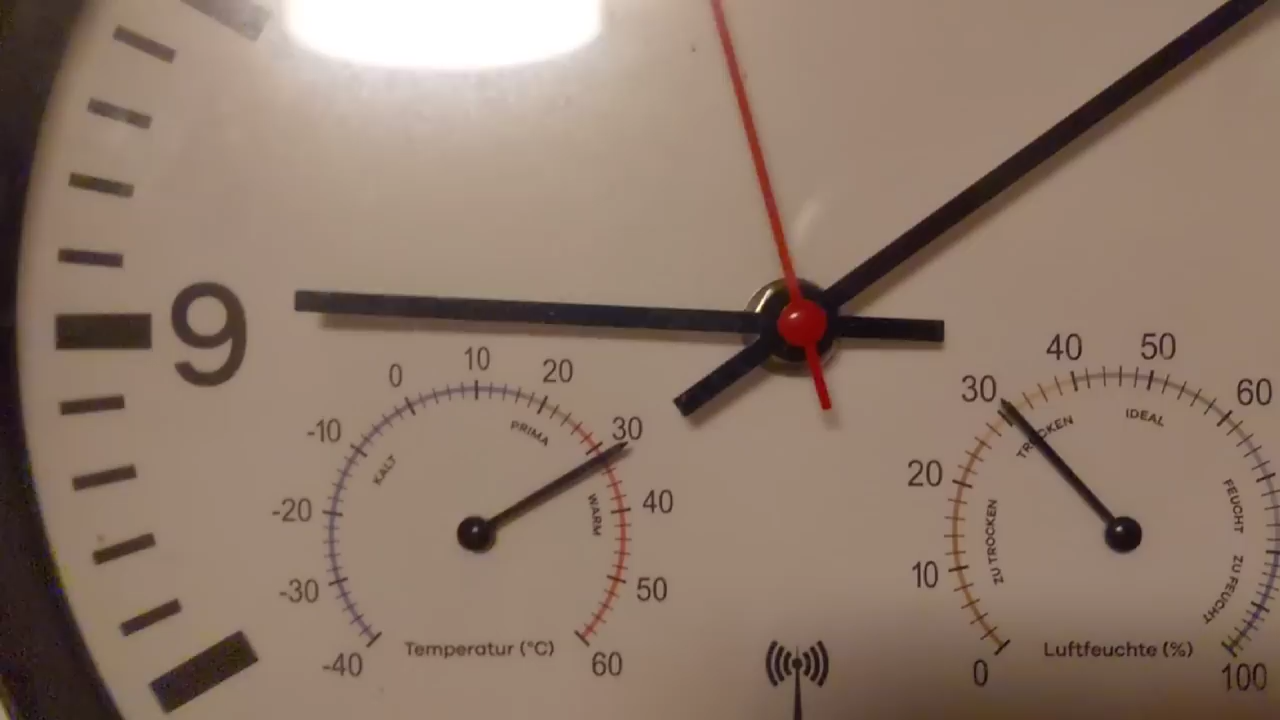 9
0
10
20
-10
30
-20
40
-30
50
-40
60
KALT
PRIMA
WARM
Temperatur (°C)
30
40
50
60
20
10
0
100
ZU TROCKEN
TROCKEN
IDEAL
FEUCHT
ZU FEUCHT
Luftfeuchte (%)